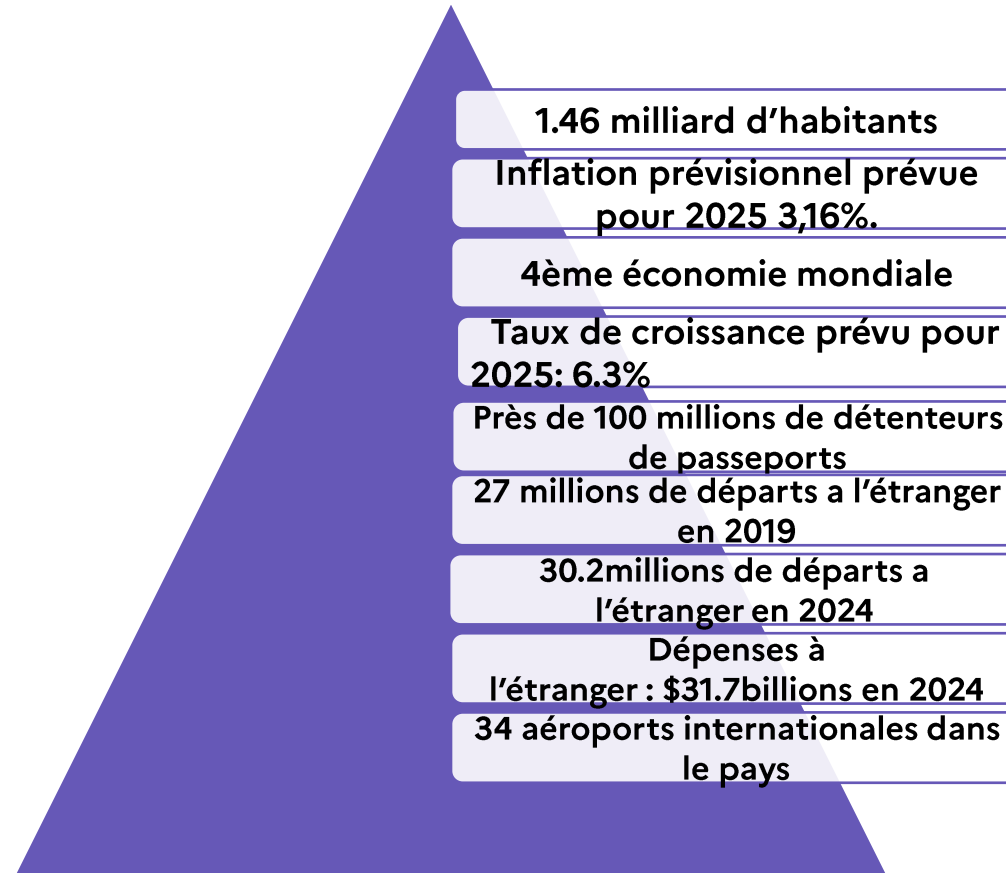 1.46 milliard d’habitants
Inflation prévisionnel prévue
pour 2025 3,16%.
4ème économie mondiale
Taux de croissance prévu pour
2025: 6.3%
Près de 100 millions de détenteurs
de passeports
27 millions de départs a l’étranger
en 2019
30.2millions de départs a
l’étranger en 2024
Dépenses à
l’étranger : $31.7billions en 2024
34 aéroports internationales dans
le pays